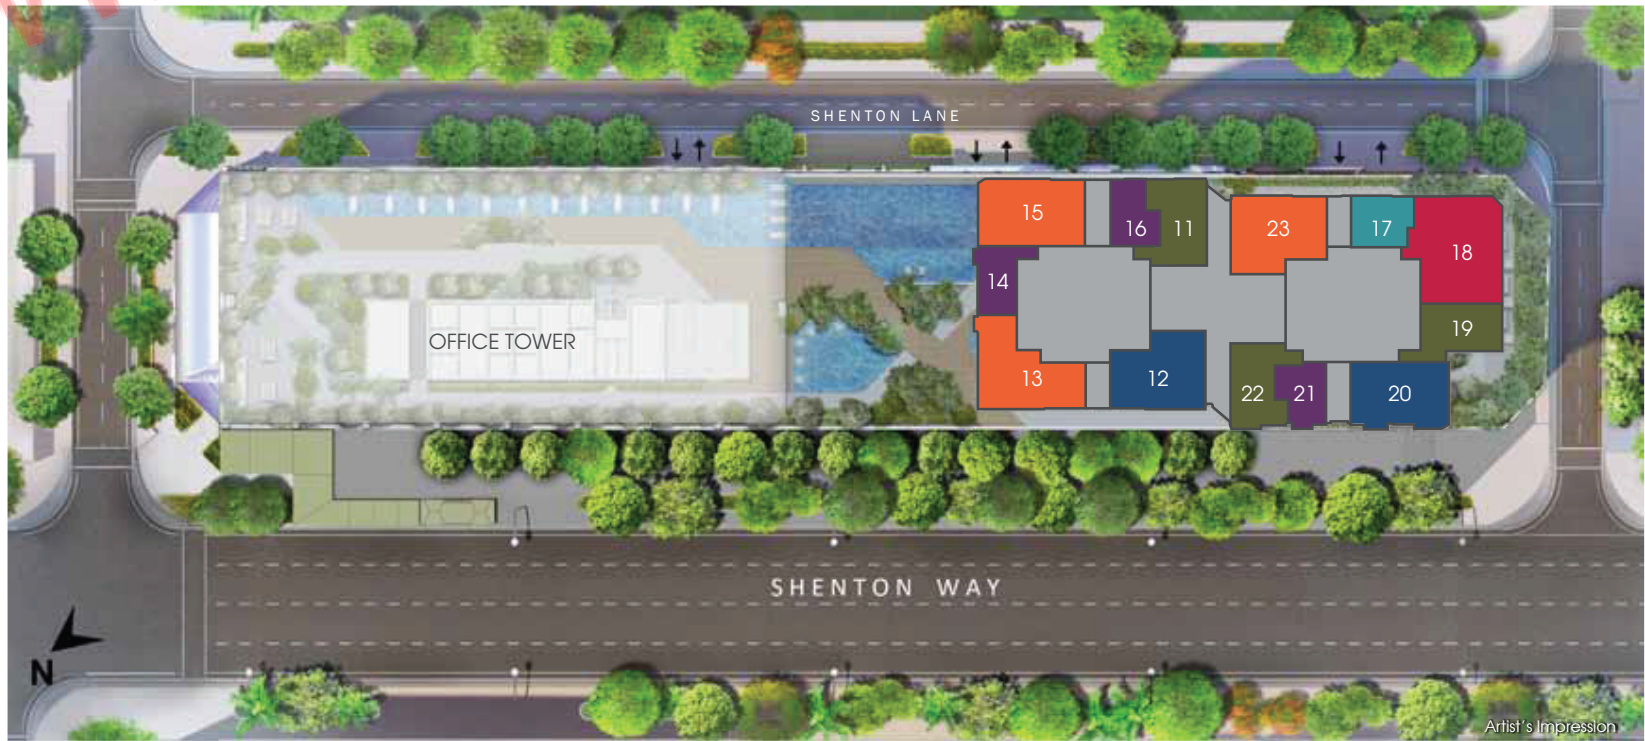 SHENTON LANE
15
16
11
23
17
18
14
19
OFFICE TOWER
13
12
22
21
20
SHENTON WAY
N
Artist's Impression